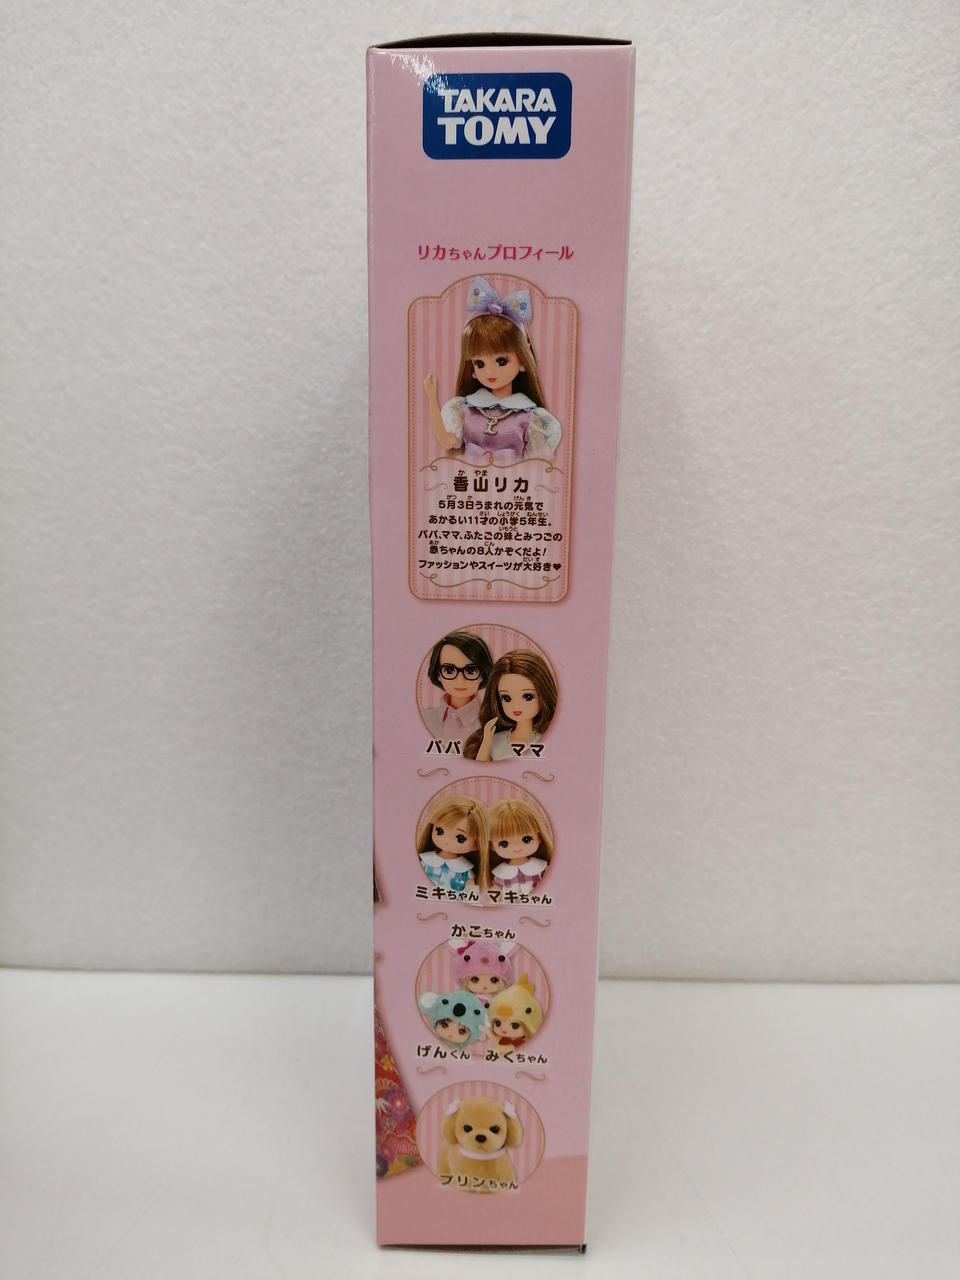 TAKARA
TOMY
リカちゃんプロフィール
香山リカ
5月3日うまれの元気で
あかるい11才の小学5年生。
パパ、ママ、ふたごの妹とみつごの
赤ちゃんの8人かぞくだよ!
ファッションやスイーツが大好き♥
パパ ママ
ミキちゃん マキちゃん
かこちゃん
げんくん みくちゃん
プリンちゃん